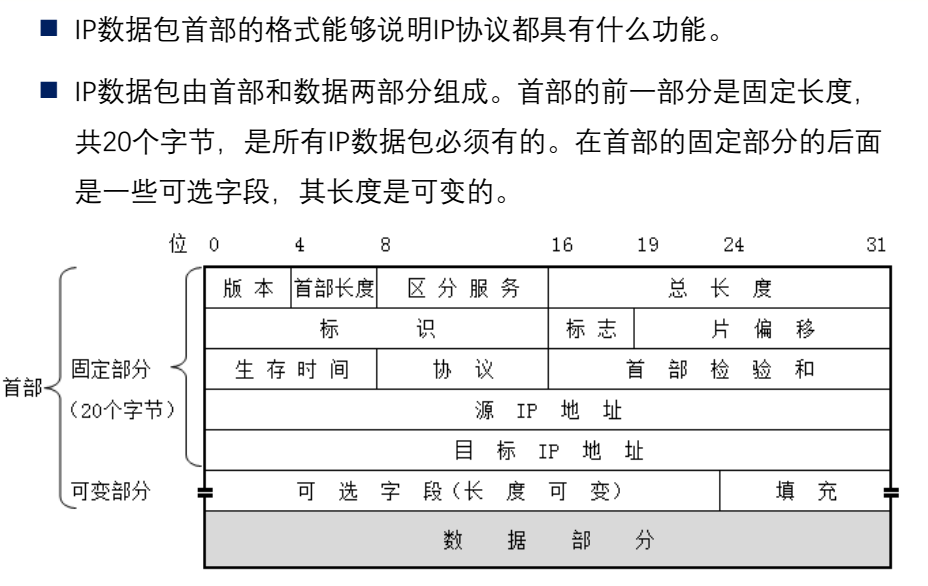 IP数据包首部的格式能够说明IP协议都具有什么功能。
IP数据包由首部和数据两部分组成。首部的前一部分是固定长度，
共20个字节，是所有IP数据包必须有的。在首部的固定部分的后面
是一些可选字段，其长度是可变的。
位 0 4 8 16 19 24 31
版本 首部长度 区分服务 总长度
标识 标志 片偏移
生存时间 协议 首部检验和
源IP地址
目标IP地址
可选字段(长度可变) 填充
数据部分
首部
固定部分
（20个字节）
可变部分